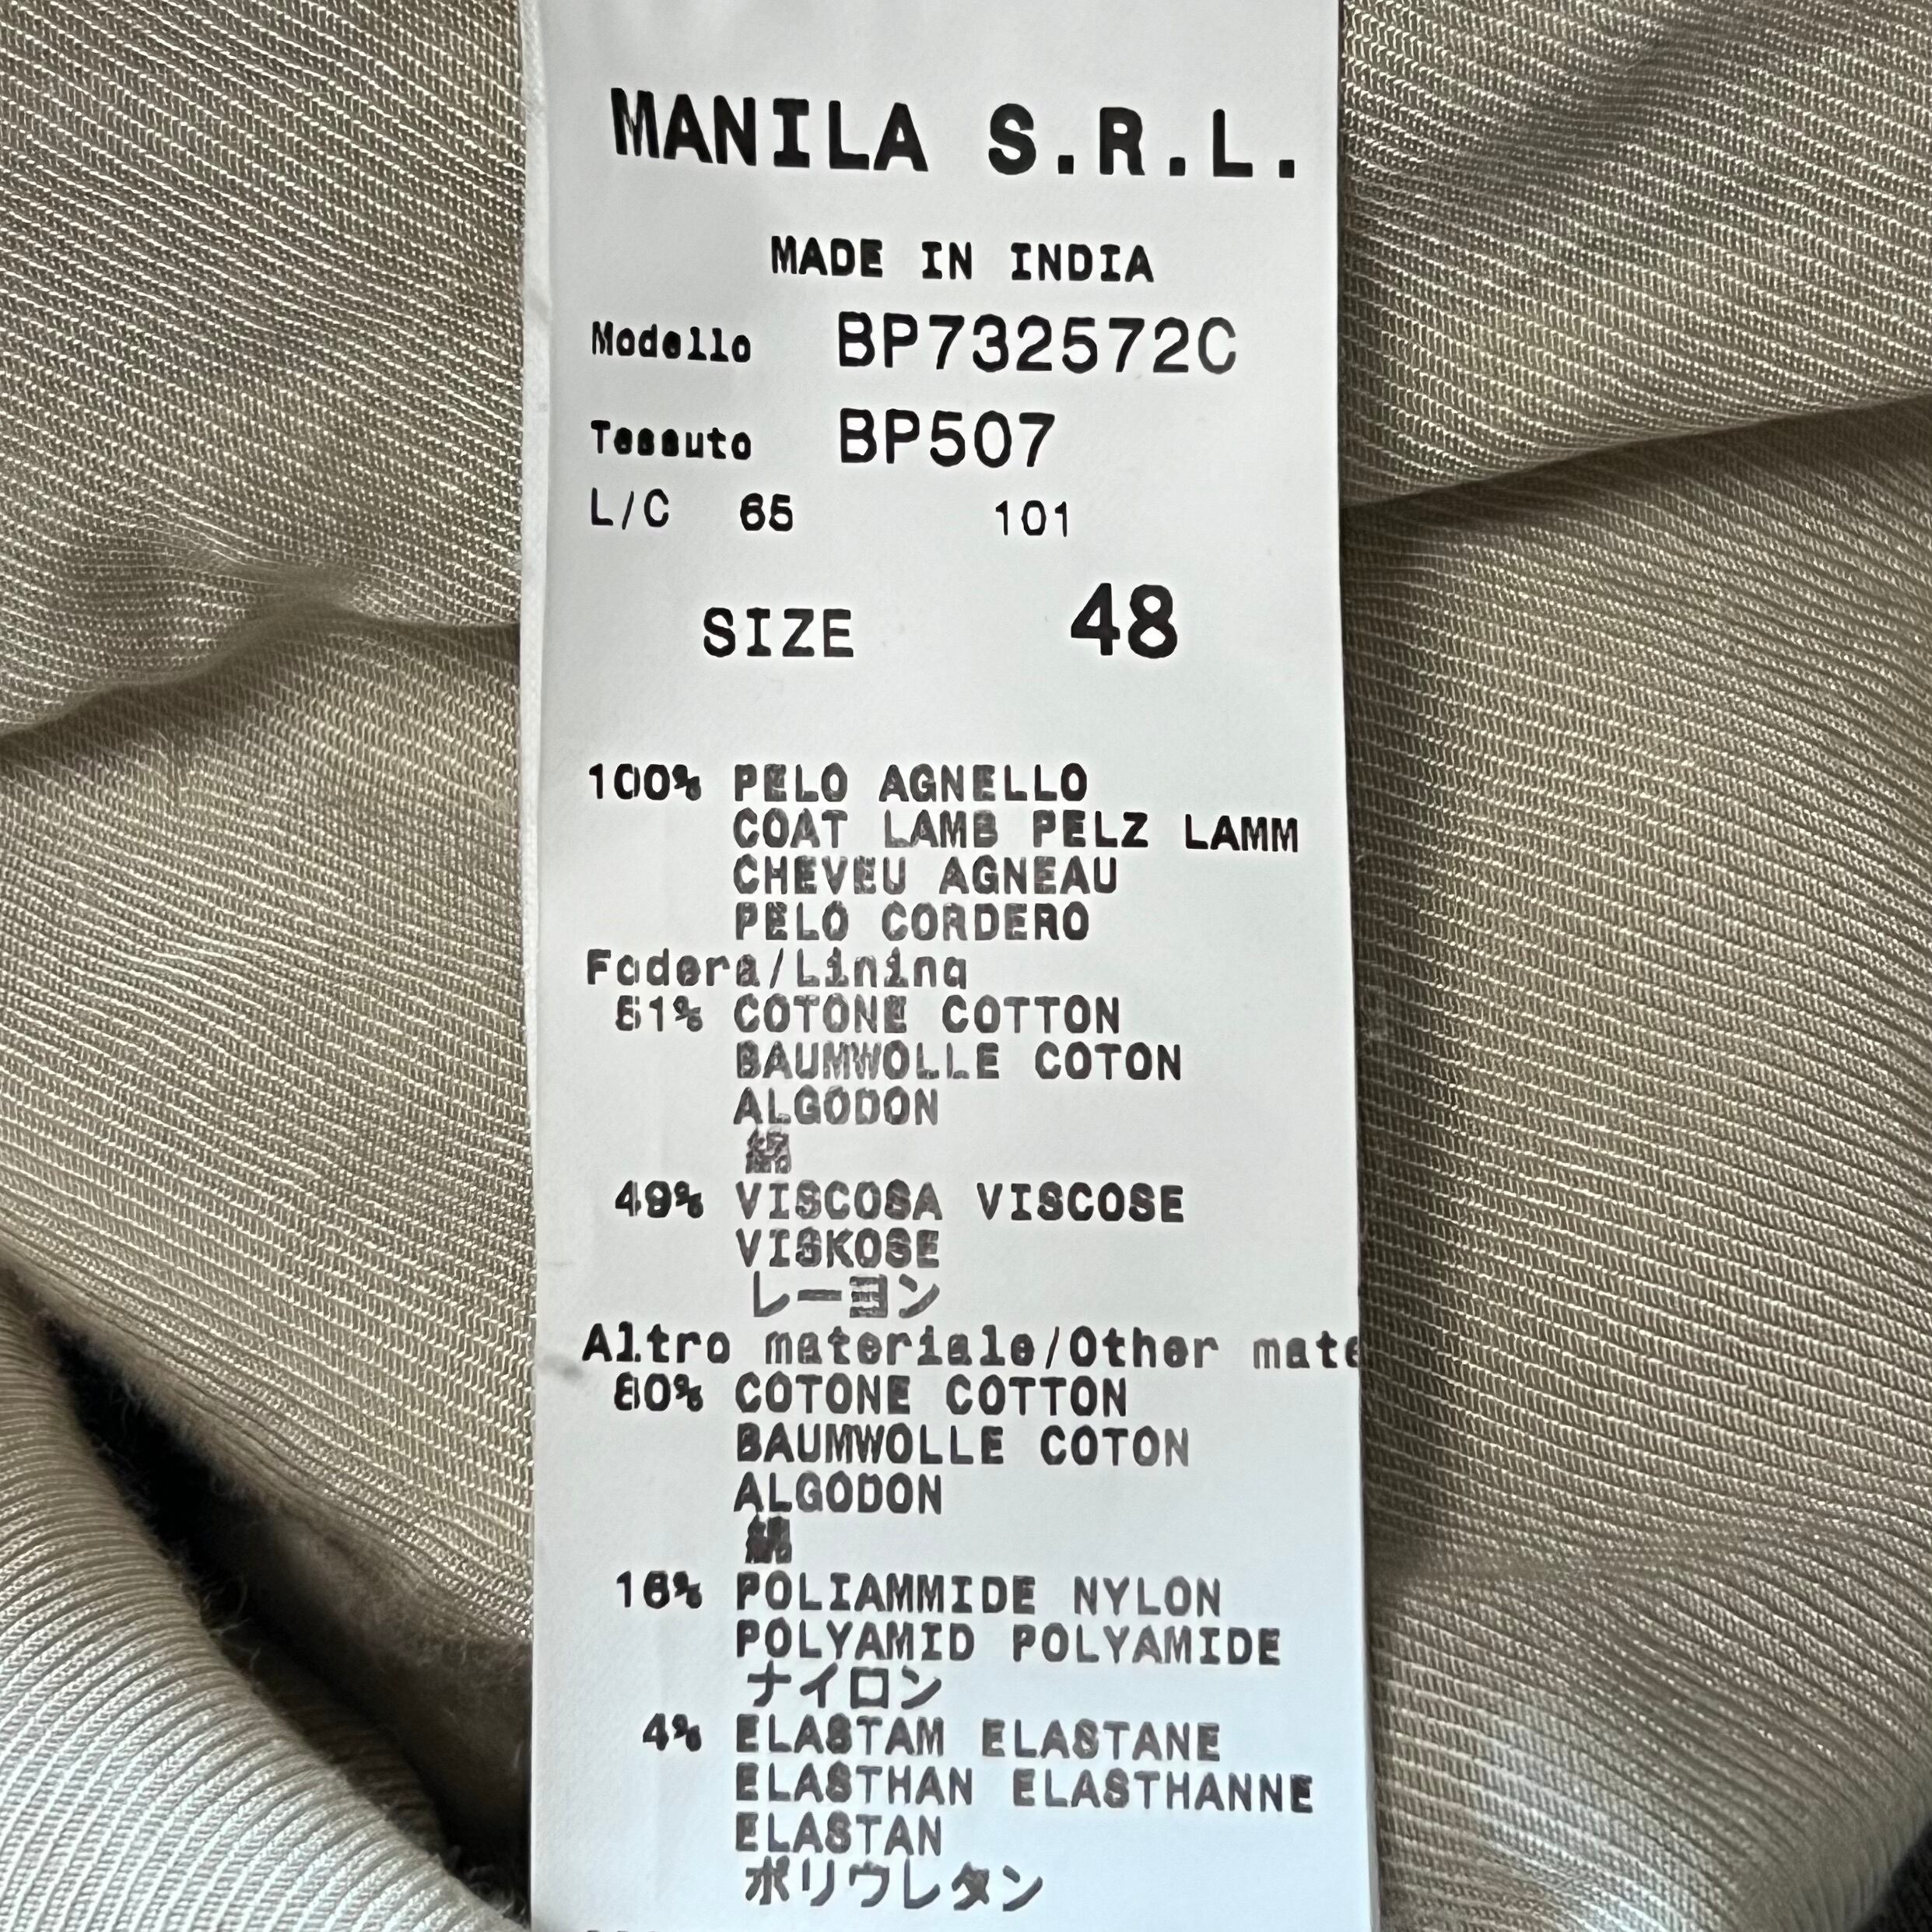 MANILA S.R.L.
MADE IN INDIA
Modello BP732572C
Tessuto BP507
L/C 65 101
SIZE 48
100% PELO AGNELLO
COAT LAMB PELZ LAMM
CHEVEU AGNEAU
PELO CORDERO
Fodera/Lining
51% COTONE COTTON
BAUMWOLLE COTON
ALGODON
綿
49% VISCOSA VISCOSE
VISKOSE
レーヨン
Altro materiale/Other mate
80% COTONE COTTON
BAUMWOLLE COTON
ALGODON
綿
16% POLIAMMIDE NYLON
POLYAMID POLYAMIDE
ナイロン
4% ELASTAM ELASTANE
ELASTHAN ELASTHANNE
ELASTAN
ポリウレタン